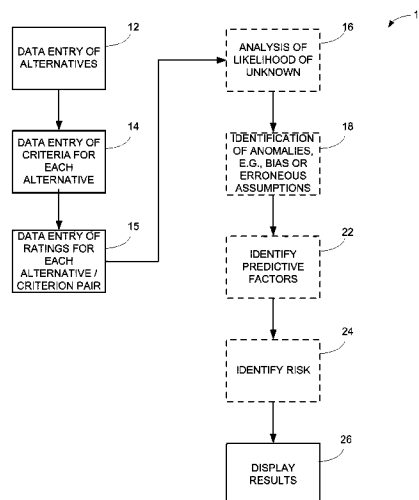 12
DATA ENTRY OF
ALTERNATIVES
14
DATA ENTRY OF
CRITERIA FOR
EACH
ALTERNATIVE
15
DATA ENTRY OF
RATINGS FOR
EACH
ALTERNATIVE /
CRITERION PAIR
1
16
ANALYSIS OF
LIKELIHOOD OF
UNKNOWN
18
IDENTIFICATION
OF ANOMALIES,
E.G., BIAS OR
ERRONEOUS
ASSUMPTIONS
22
IDENTIFY
PREDICTIVE
FACTORS
24
IDENTIFY RISK
26
DISPLAY
RESULTS